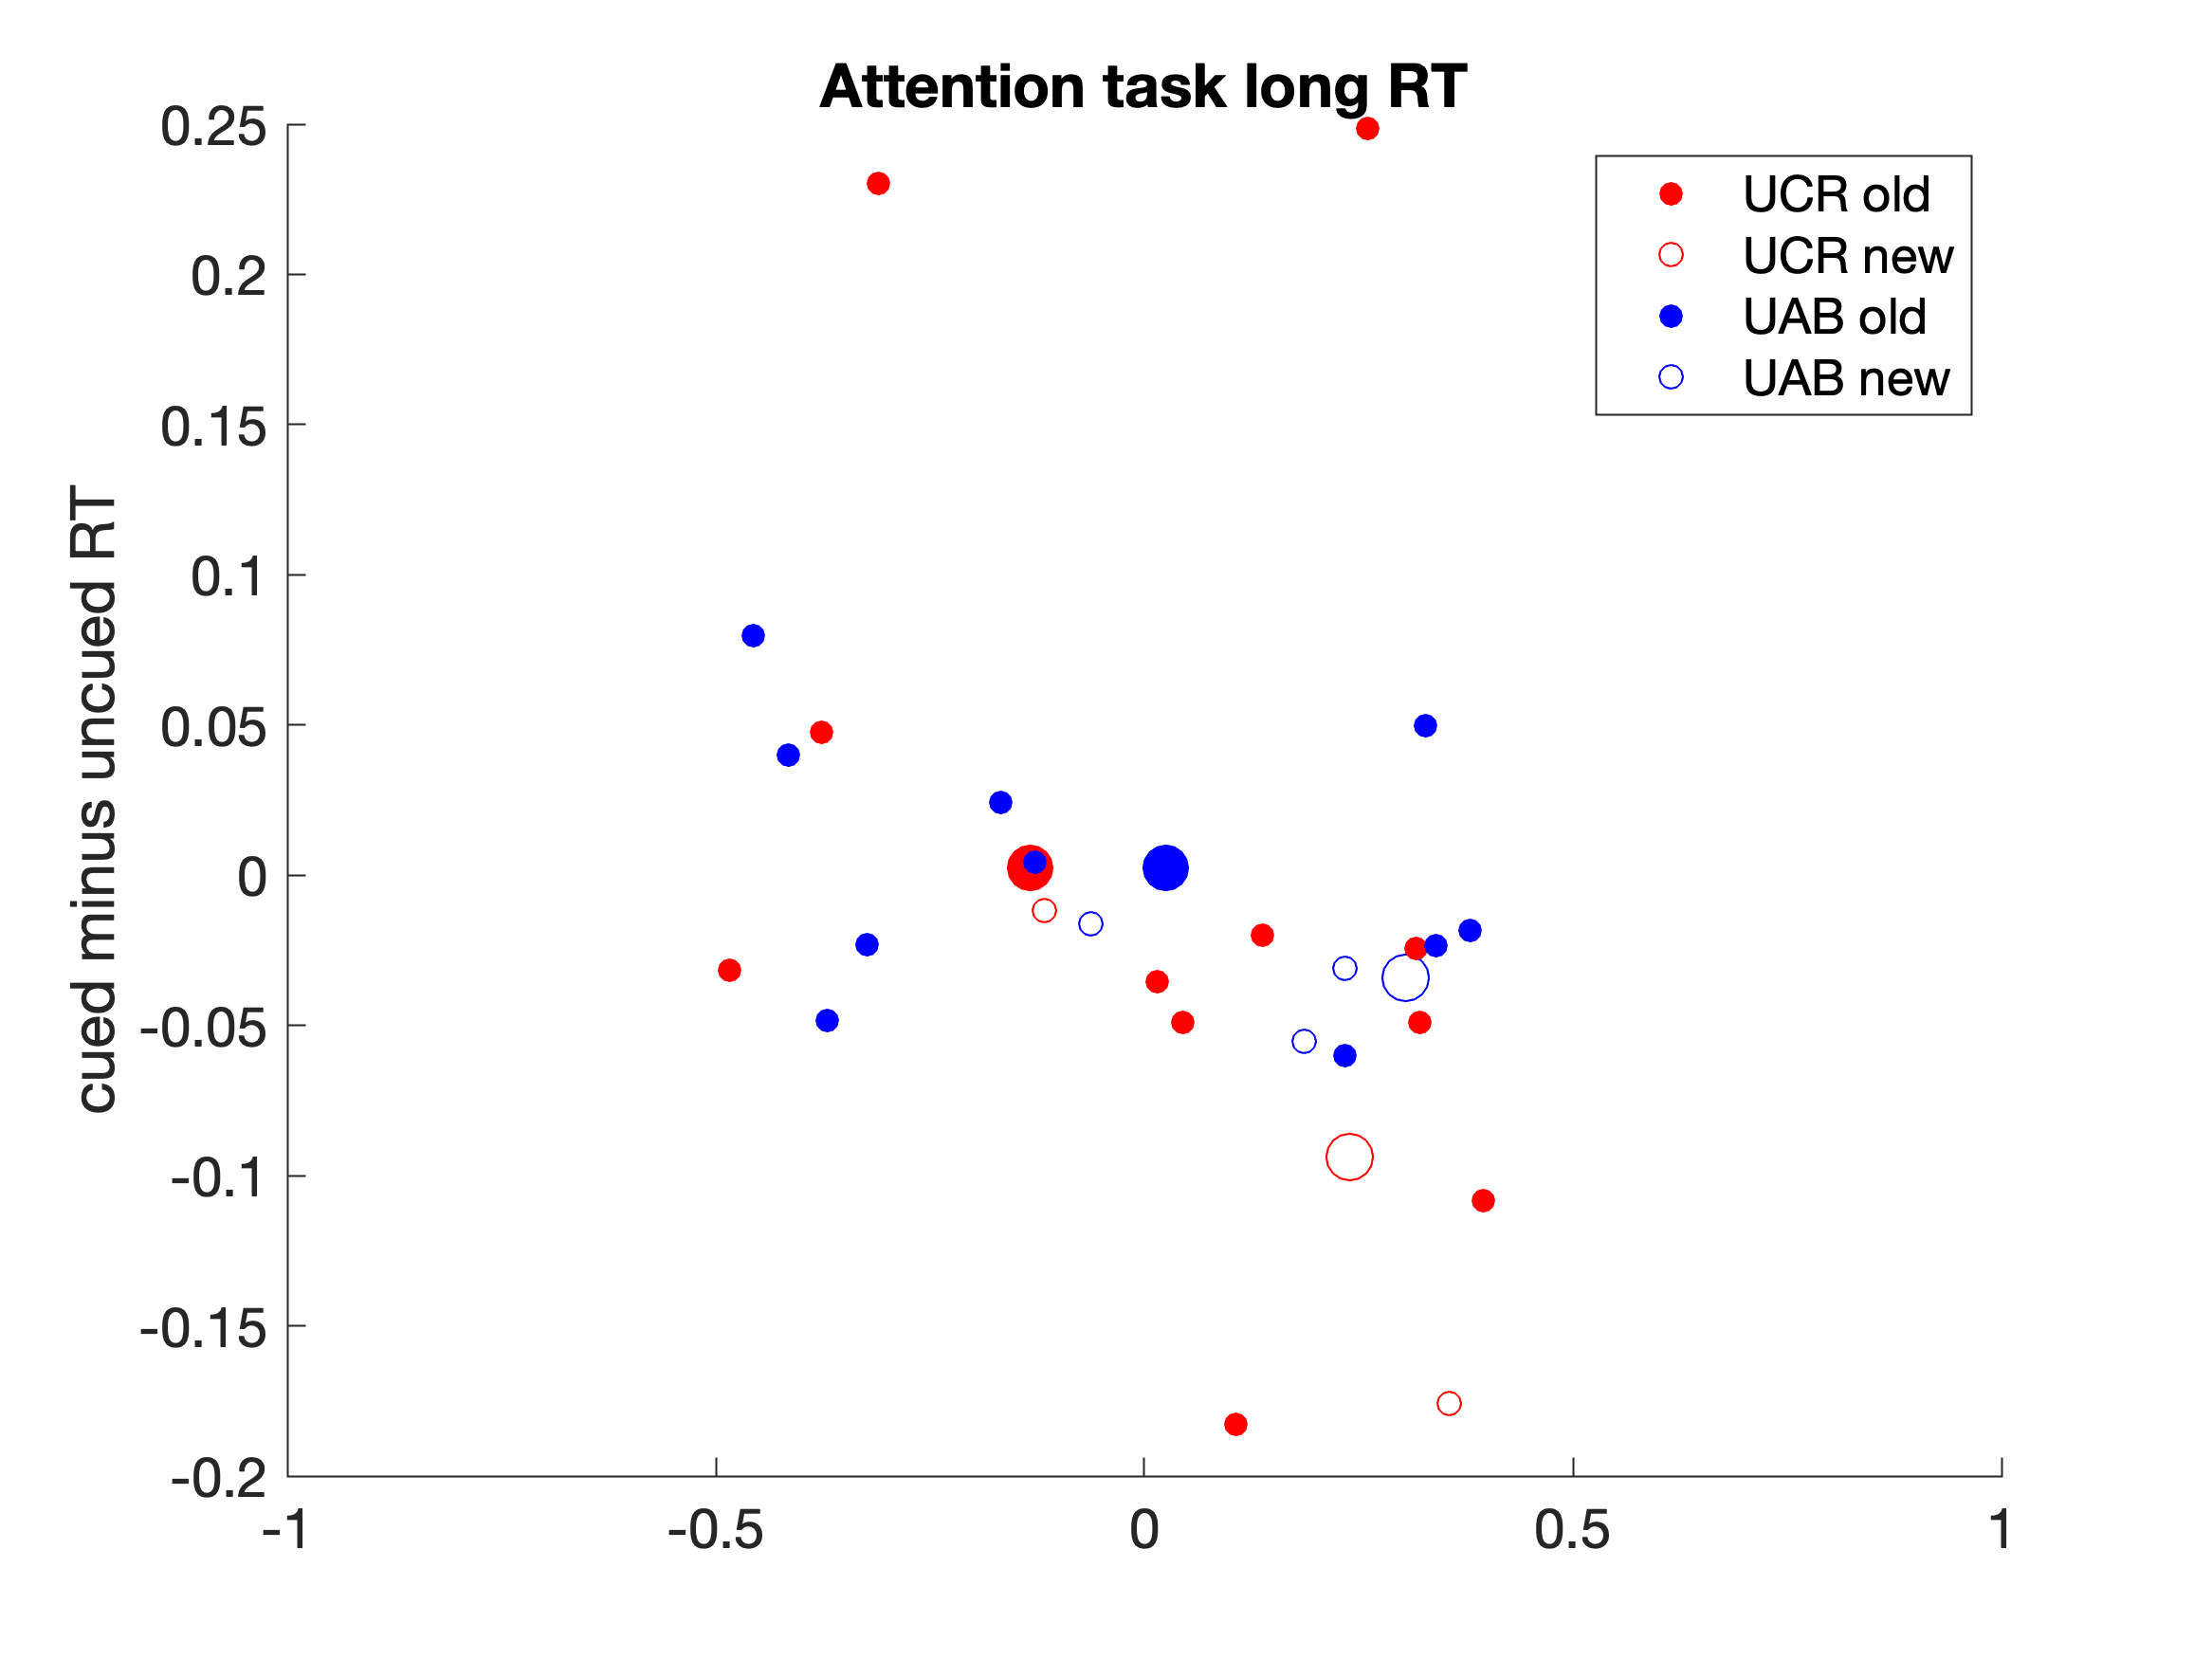 Attention task long RT
0.25
0.2
0.15
0.1
0.05
0
-0.05
-0.1
-0.15
-0.2
cued minus uncued RT
-1
-0.5
0
0.5
1
UCR old
UCR new
UAB old
UAB new